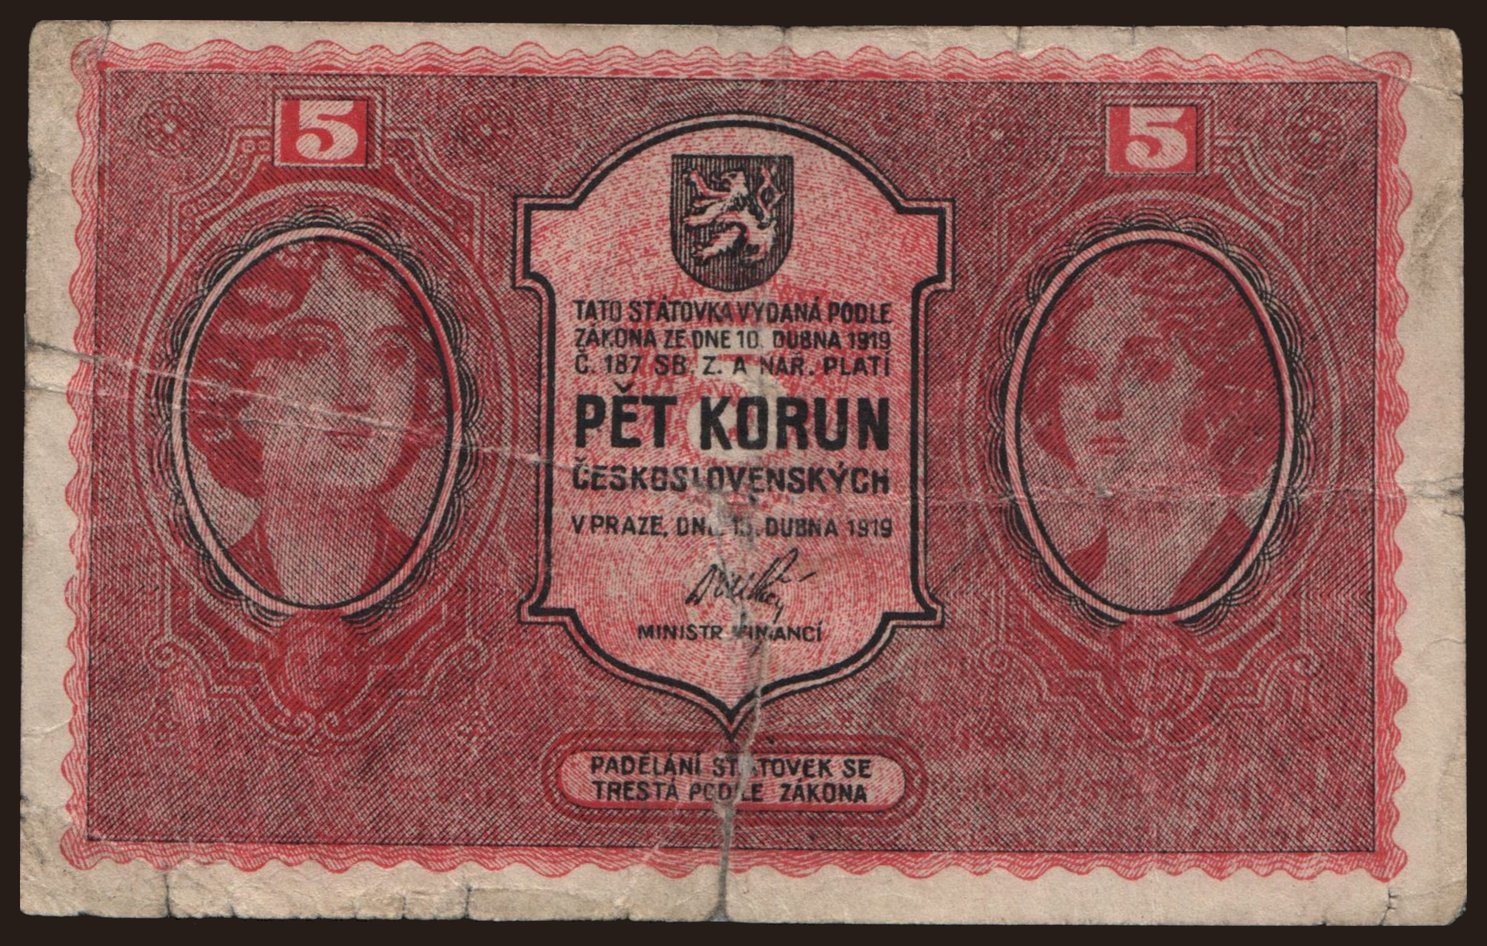 5 5
TATO STÁTOVKA VYDANÁ PODLE
ZÁKONA ZE DNE 10. DUBNA 1919
Č. 187 SB. Z. A NAŘ. PLATÍ
PĚT KORUN
ČESKOSLOVENSKÝCH
V PRAZE, DNE 15. DUBNA 1919
MINISTR FINANCÍ
PADĚLÁNÍ STÁTOVEK SE
TRESTÁ PODLE ZÁKONA